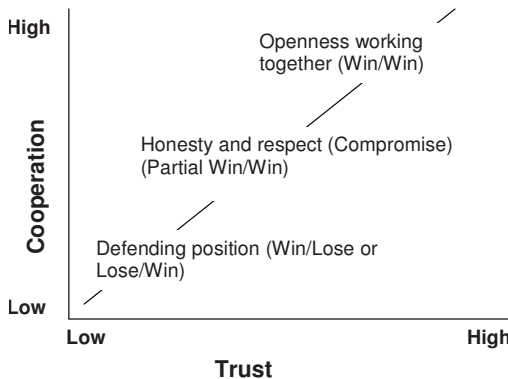 High
Openness working
together (Win/Win)
Honesty and respect (Compromise)
(Partial Win/Win)
Cooperation
Defending position (Win/Lose or
Lose/Win)
Low
Low
High
Trust